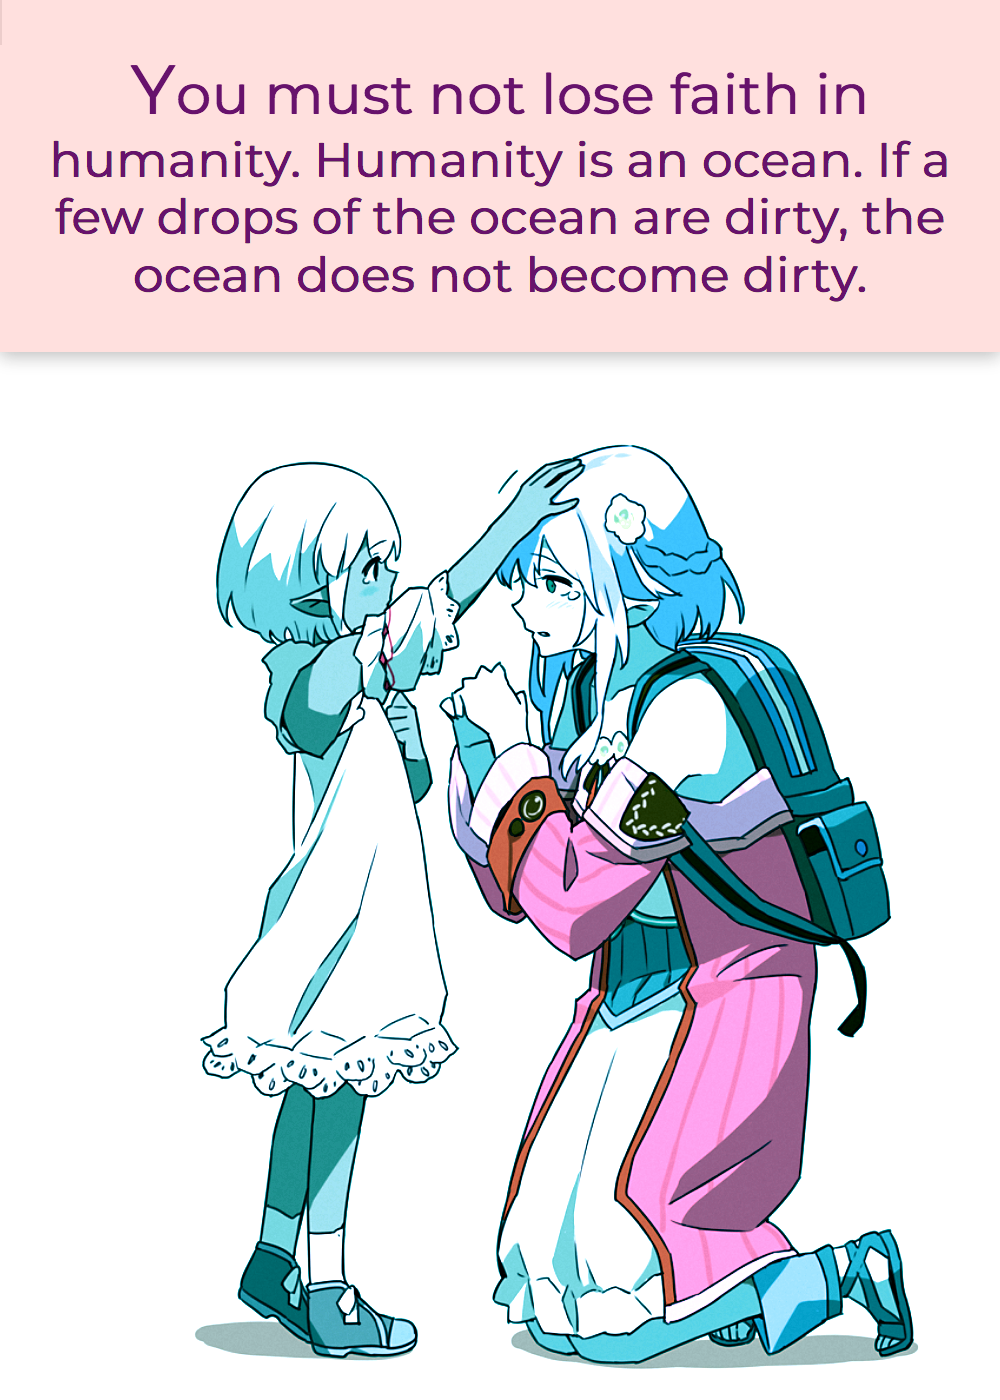 You must not lose faith in
humanity. Humanity is an ocean. If a
few drops of the ocean are dirty, the
ocean does not become dirty.